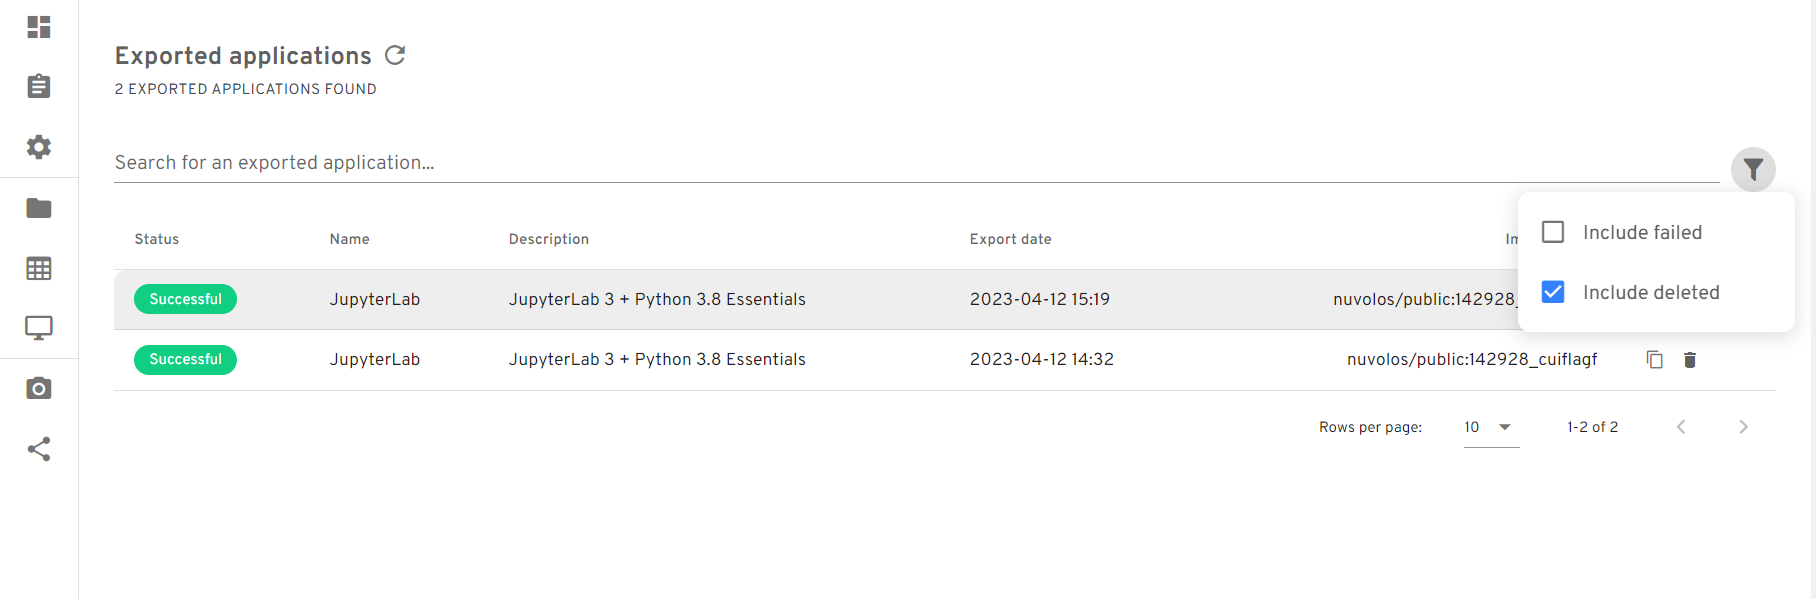 Exported applications
2 EXPORTED APPLICATIONS FOUND
Search for an exported application...
Include failed
Include deleted
Status Name Description Export date
Successful JupyterLab JupyterLab 3 + Python 3.8 Essentials 2023-04-12 15:19 nuvolos/public:142928_
Successful JupyterLab JupyterLab 3 + Python 3.8 Essentials 2023-04-12 14:32 nuvolos/public:142928_cuiflagf
Rows per page: 10 1-2 of 2